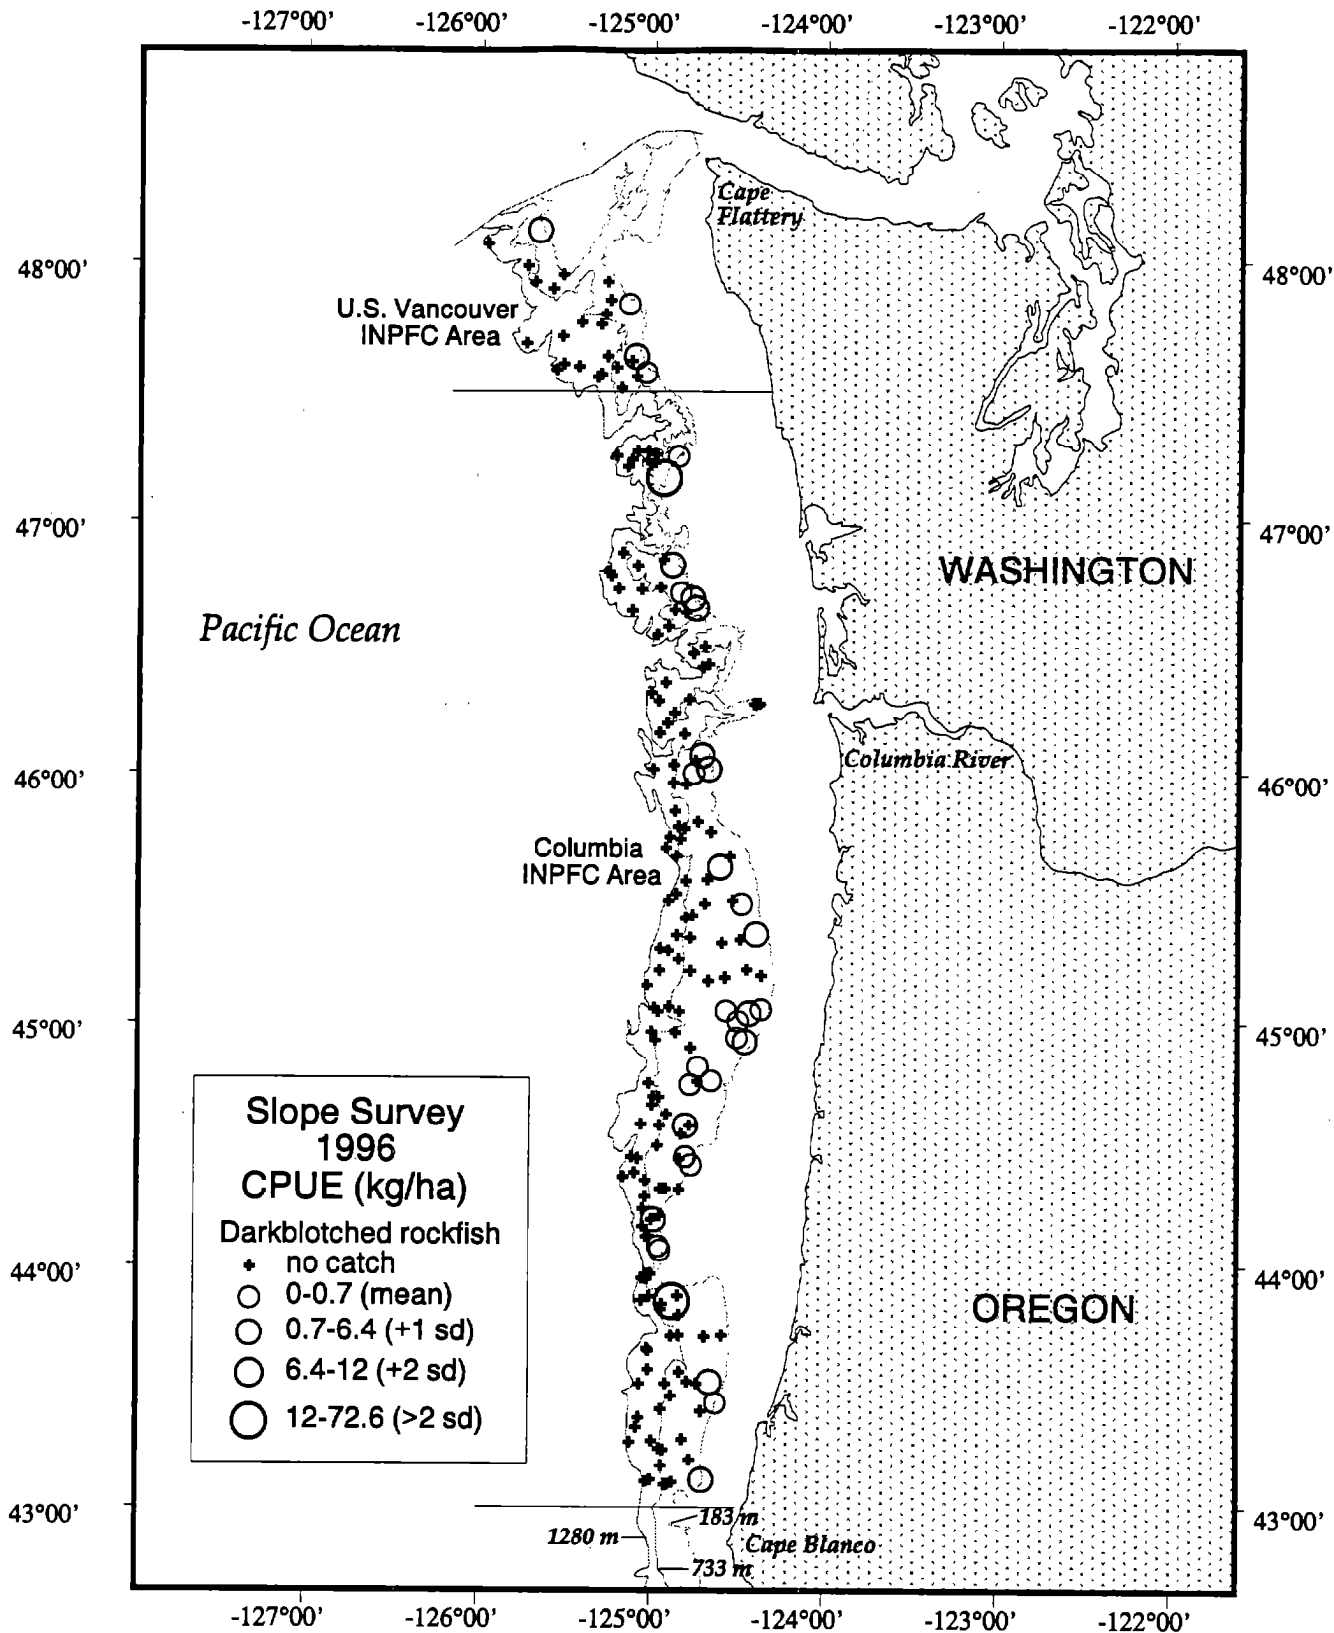 -127°00' -126°00' -125°00' -124°00' -123°00' -122°00'
Cape
Flattery
48°00' 48°00'
U.S. Vancouver
INPFC Area
47°00' 47°00'
WASHINGTON
Pacific Ocean
Columbia River
46°00' 46°00'
Columbia
INPFC Area
45°00' 45°00'
Slope Survey
1996
CPUE (kg/ha)
Darkblotched rockfish
no catch
0-0.7 (mean)
0.7-6.4 (+1 sd)
6.4-12 (+2 sd)
12-72.6 (>2 sd)
44°00' 44°00'
OREGON
43°00' 43°00'
183 m
1280 m
Cape Blanco
733 m
-127°00' -126°00' -125°00' -124°00' -123°00' -122°00'